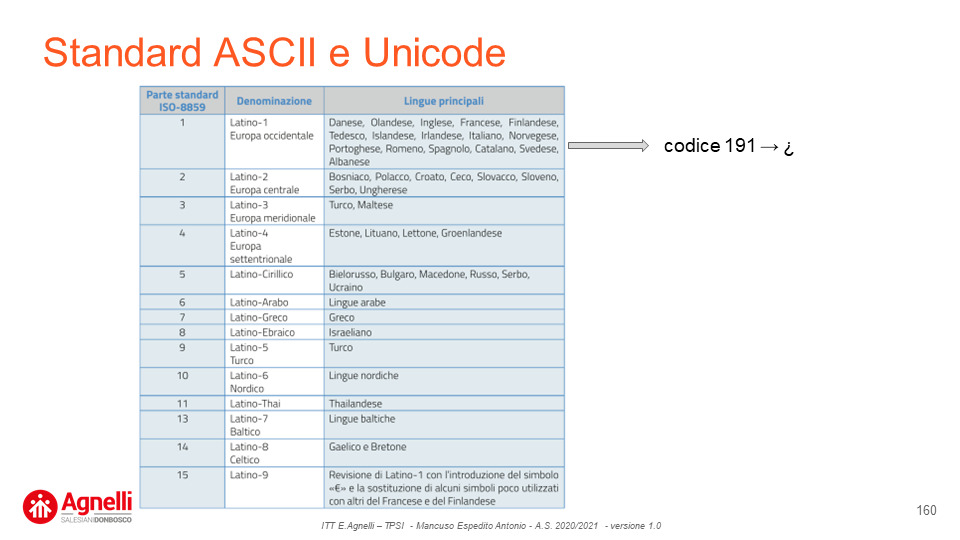 Standard ASCII e Unicode
Parte standard ISO-8859 Denominazione Lingue principali
1 Latino-1 Danese, Olandese, Inglese, Francese, Finlandese,
Europa occidentale Tedesco, Islandese, Irlandese, Italiano, Norvegese,
Portoghese, Romeno, Spagnolo, Catalano, Svedese,
Albanese
codice 191 → ¿
2 Latino-2 Bosniaco, Polacco, Croato, Ceco, Slovacco, Sloveno,
Europa centrale Serbo, Ungherese
3 Latino-3 Turco, Maltese
Europa meridionale
4 Latino-4 Estone, Lituano, Lettone, Groenlandese
Europa
settentrionale
5 Latino-Cirillico Bielorusso, Bulgaro, Macedone, Russo, Serbo,
Ucraino
6 Latino-Arabo Lingue arabe
7 Latino-Greco Greco
8 Latino-Ebraico Israeliano
9 Latino-5 Turco
Turco
10 Latino-6 Lingue nordiche
Nordico
11 Latino-Thai Thailandese
13 Latino-7 Lingue baltiche
Baltico
14 Latino-8 Gaelico e Bretone
Celtico
15 Latino-9 Revisione di Latino-1 con l'introduzione del simbolo
«€» e la sostituzione di alcuni simboli poco utilizzati
con altri del Francese e del Finlandese
Agnelli
SALESIANI DONBOSCO
ITT E.Agnelli – TPSI - Mancuso Espedito Antonio - A.S. 2020/2021 - versione 1.0
160